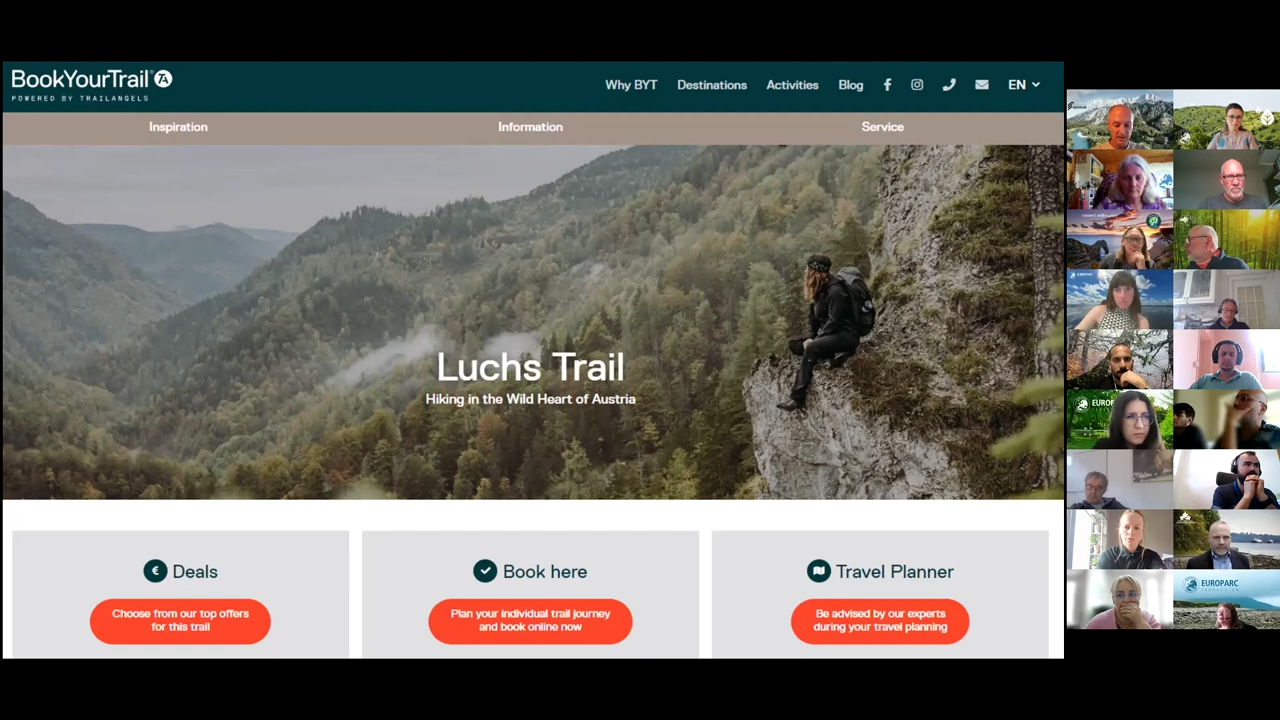 BookYourTrail
POWERED BY TRAILANGELS
Why BYT
Destinations
Activities
Blog
EN
Inspiration
Information
Service
Luchs Trail
Hiking in the Wild Heart of Austria
Deals
Choose from our top offers
for this trail
Book here
Plan your individual trail journey
and book online now
Travel Planner
Be advised by our experts
during your travel planning
EUROPARC